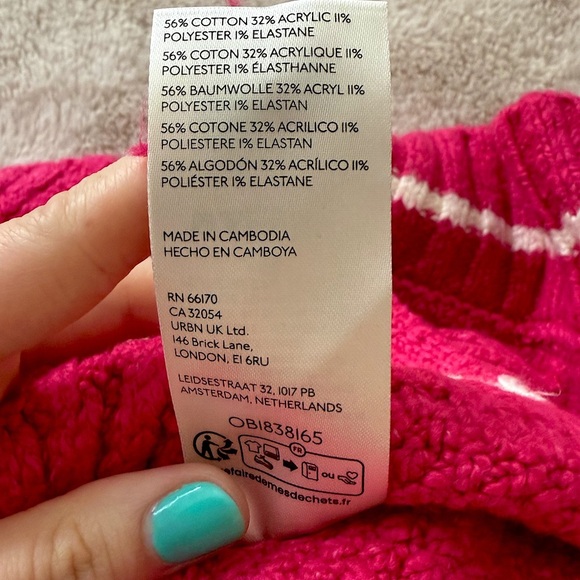 56% COTTON 32% ACRYLIC 11%
POLYESTER 1% ELASTANE
56% COTON 32% ACRYLIQUE 11%
POLYESTER 1% ÉLASTHANNE
56% BAUMWOLLE 32% ACRYL 11%
POLYESTER 1% ELASTAN
56% COTONE 32% ACRILICO 11%
POLIESTERE 1% ELASTAN
56% ALGODÓN 32% ACRÍLICO 11%
POLIÉSTER 1% ELASTANE
MADE IN CAMBODIA
HECHO EN CAMBOYA
RN 66170
CA 32054
URBN UK Ltd.
146 Brick Lane,
LONDON, E1 6RU
LEIDSESTRAAT 32, 1017 PB
AMSTERDAM, NETHERLANDS
OB1838165
FR
ou
efairedemesdechets.fr